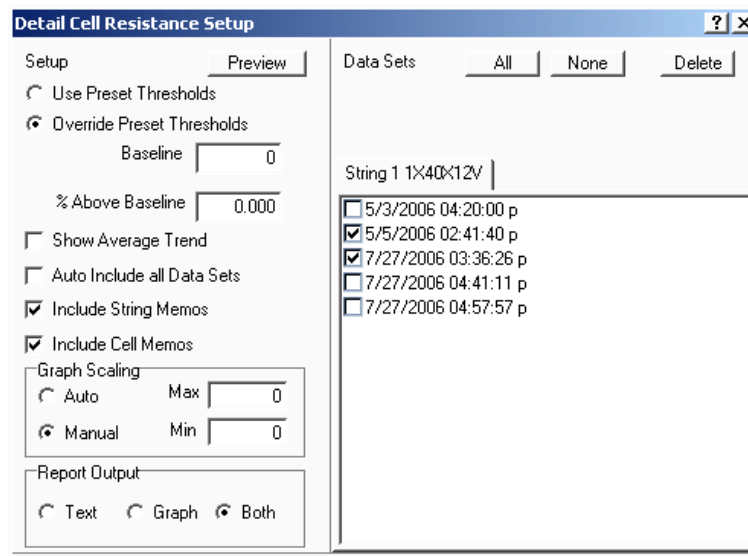 Detail Cell Resistance Setup
Setup
Preview
Use Preset Thresholds
Override Preset Thresholds
Baseline 0
% Above Baseline 0.000
Show Average Trend
Auto Include all Data Sets
Include String Memos
Include Cell Memos
Graph Scaling
Auto
Max 0
Manual
Min 0
Report Output
Text Graph Both
Data Sets All None Delete
String 1 1X40X12V
5/3/2006 04:20:00 p
5/5/2006 02:41:40 p
7/27/2006 03:36:26 p
7/27/2006 04:41:11 p
7/27/2006 04:57:57 p